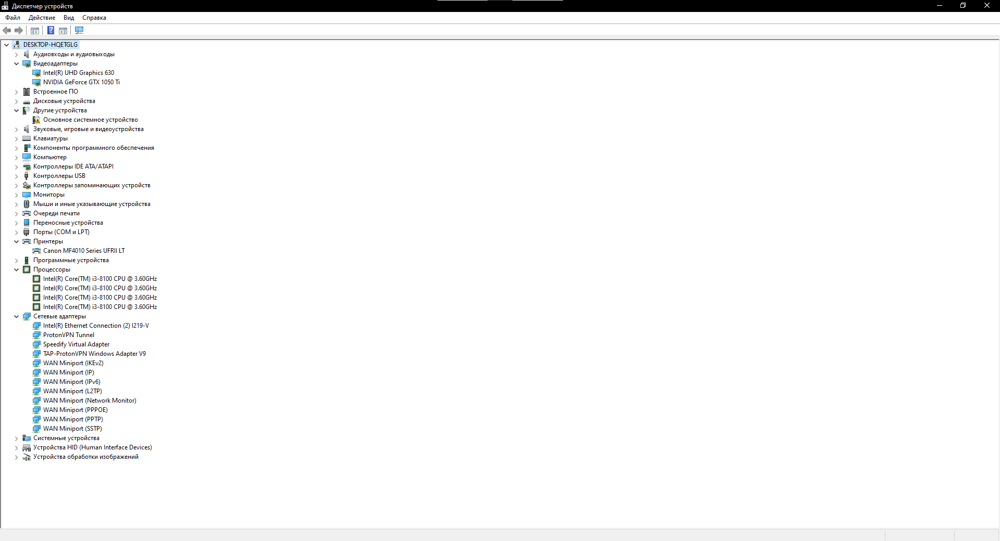 Диспетчер устройств
Файл Действие Вид Справка
DESKTOP-HQETGLG
Аудиовходы и аудиовыходы
Видеоадаптеры
Intel(R) UHD Graphics 630
NVIDIA GeForce GTX 1050 Ti
Встроенное ПО
Дисковые устройства
Другие устройства
Основное системное устройство
Звуковые, игровые и видеоустройства
Клавиатуры
Компоненты программного обеспечения
Компьютер
Контроллеры IDE ATA/ATAPI
Контроллеры USB
Контроллеры запоминающих устройств
Мониторы
Мыши и иные указывающие устройства
Очереди печати
Переносные устройства
Порты (COM и LPT)
Принтеры
Canon MF4010 Series UFRII LT
Программные устройства
Процессоры
Intel(R) Core(TM) i3-8100 CPU @ 3.60GHz
Intel(R) Core(TM) i3-8100 CPU @ 3.60GHz
Intel(R) Core(TM) i3-8100 CPU @ 3.60GHz
Intel(R) Core(TM) i3-8100 CPU @ 3.60GHz
Сетевые адаптеры
Intel(R) Ethernet Connection (2) I219-V
ProtonVPN Tunnel
Speedify Virtual Adapter
TAP-ProtonVPN Windows Adapter V9
WAN Miniport (IKEv2)
WAN Miniport (IP)
WAN Miniport (IPv6)
WAN Miniport (L2TP)
WAN Miniport (Network Monitor)
WAN Miniport (PPPOE)
WAN Miniport (PPTP)
WAN Miniport (SSTP)
Системные устройства
Устройства HID (Human Interface Devices)
Устройства обработки изображений